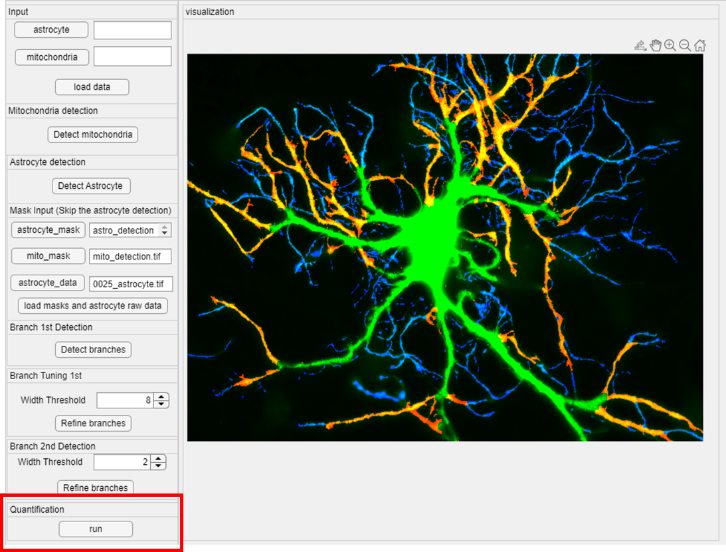 Input
visualization
astrocyte
mitochondria
load data
Mitochondria detection
Detect mitochondria
Astrocyte detection
Detect Astrocyte
Mask Input (Skip the astrocyte detection)
astrocyte_mask astro_detection
mito_mask mito_detection.tif
astrocyte_data 0025_astrocyte.tif
load masks and astrocyte raw data
Branch 1st Detection
Detect branches
Branch Tuning 1st
Width Threshold 8
Refine branches
Branch 2nd Detection
Width Threshold 2
Refine branches
Quantification
run